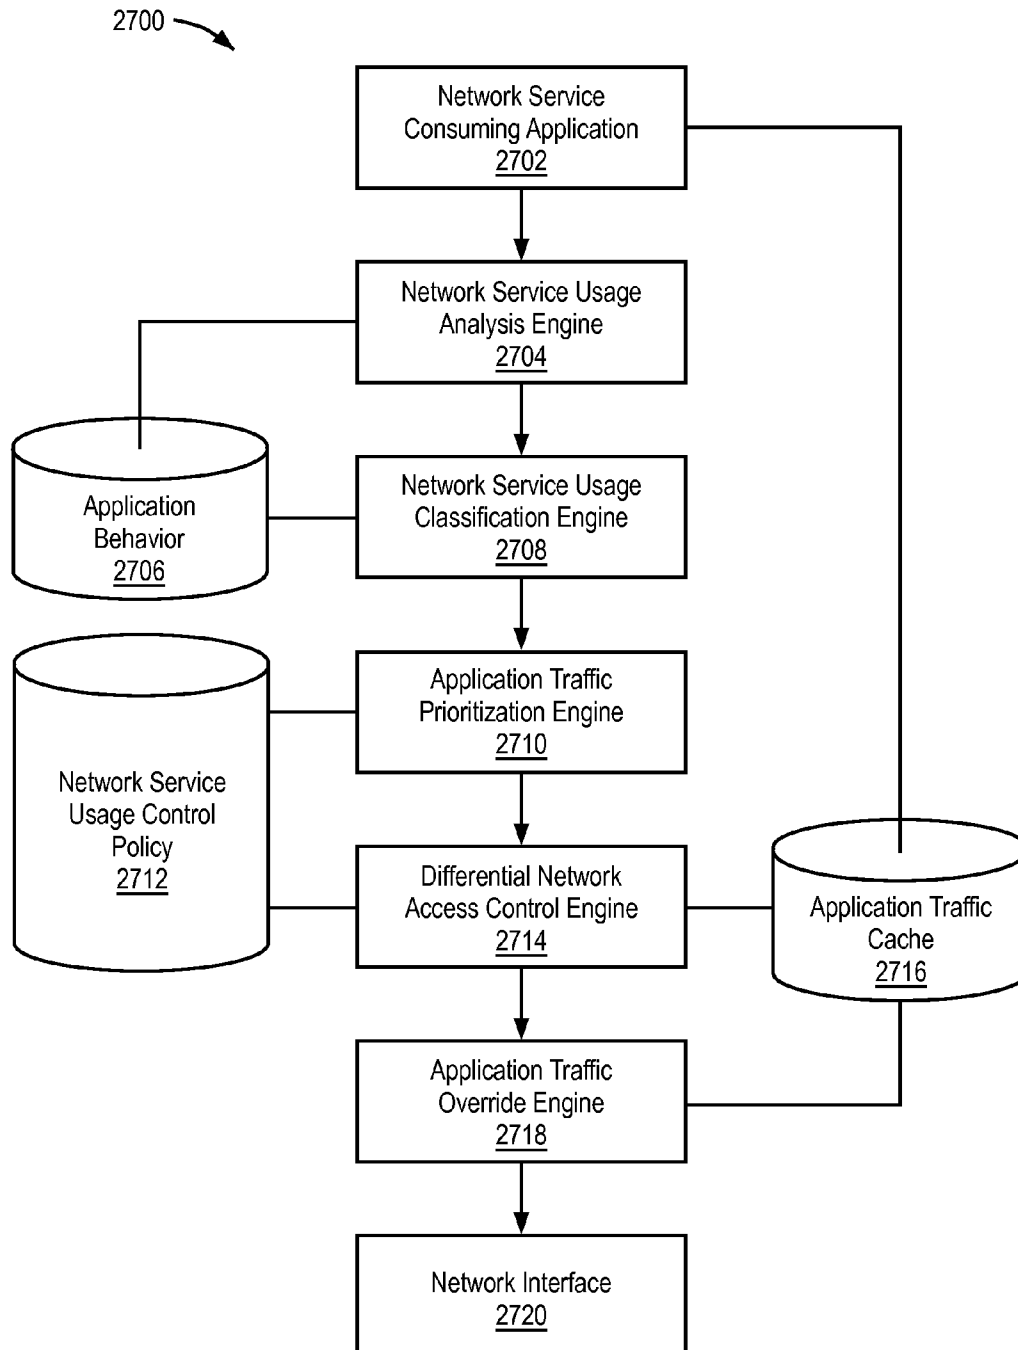 2700
Network Service
Consuming Application
2702
Network Service Usage
Analysis Engine
2704
Application
Behavior
2706
Network Service Usage
Classification Engine
2708
Application Traffic
Prioritization Engine
2710
Network Service
Usage Control
Policy
2712
Differential Network
Access Control Engine
2714
Application Traffic
Cache
2716
Application Traffic
Override Engine
2718
Network Interface
2720